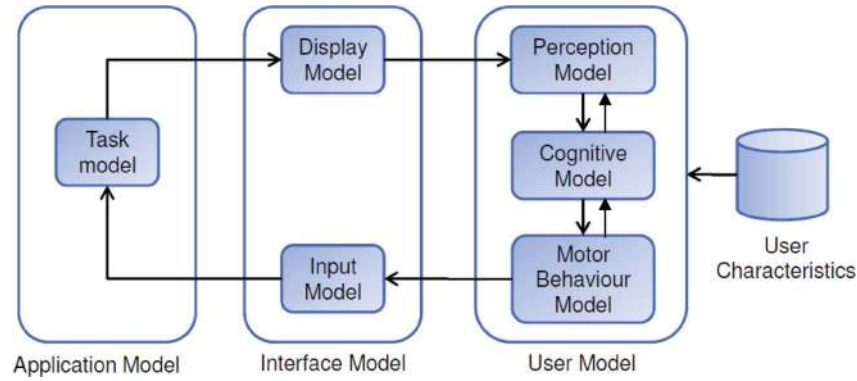 Display
Model
Perception
Model
Task
model
Cognitive
Model
Input
Model
Motor
Behaviour
Model
User
Characteristics
Application Model
Interface Model
User Model